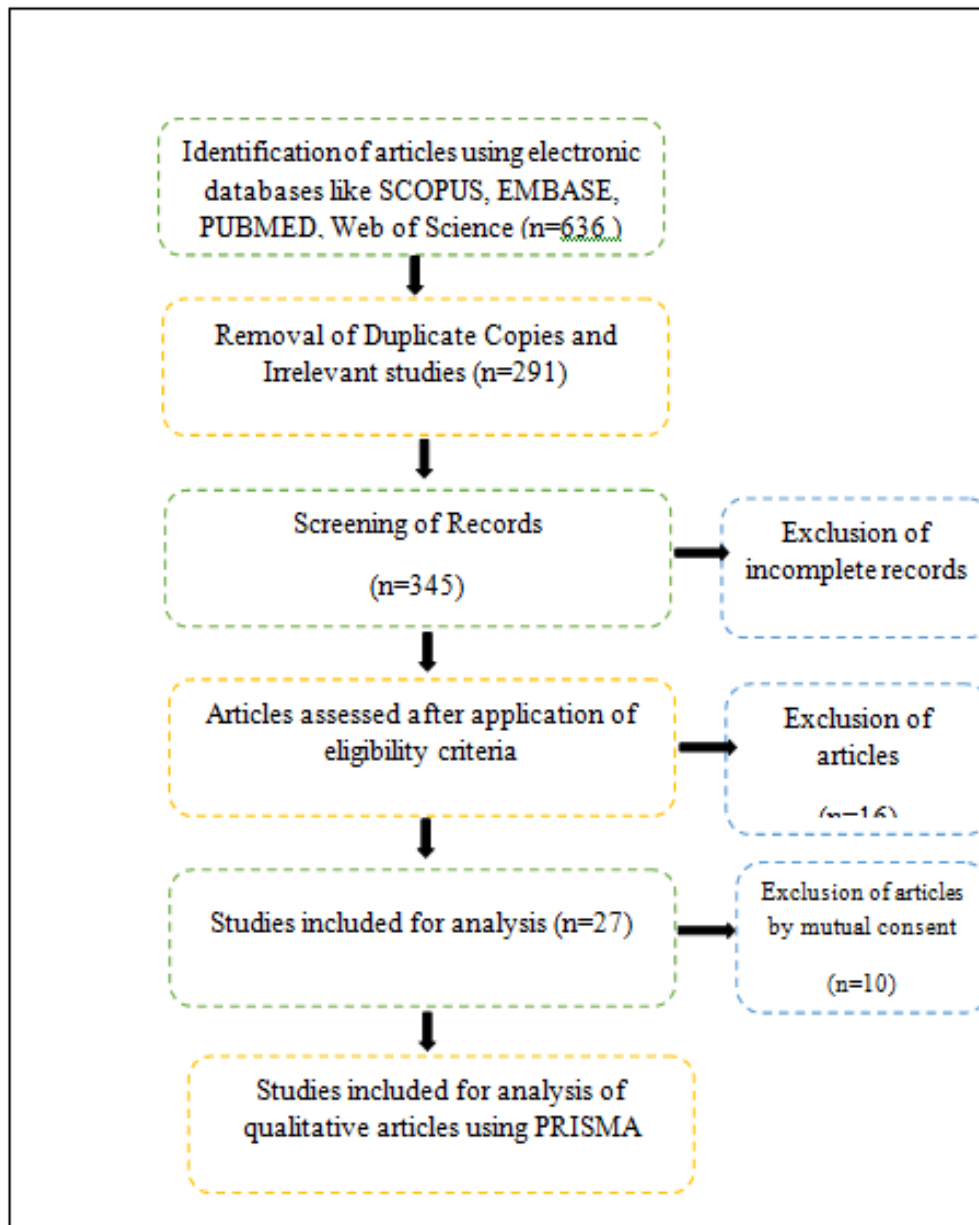 Identification of articles using electronic
databases like SCOPUS, EMBASE,
PUBMED, Web of Science (n=636 )
Removal of Duplicate Copies and
Irrelevant studies (n=291)
Screening of Records
(n=345)
Exclusion of
incomplete records
Articles assessed after application of
eligibility criteria
Exclusion of
articles
(n=16)
Studies included for analysis (n=27)
Exclusion of articles
by mutual consent
(n=10)
Studies included for analysis of
qualitative articles using PRISMA